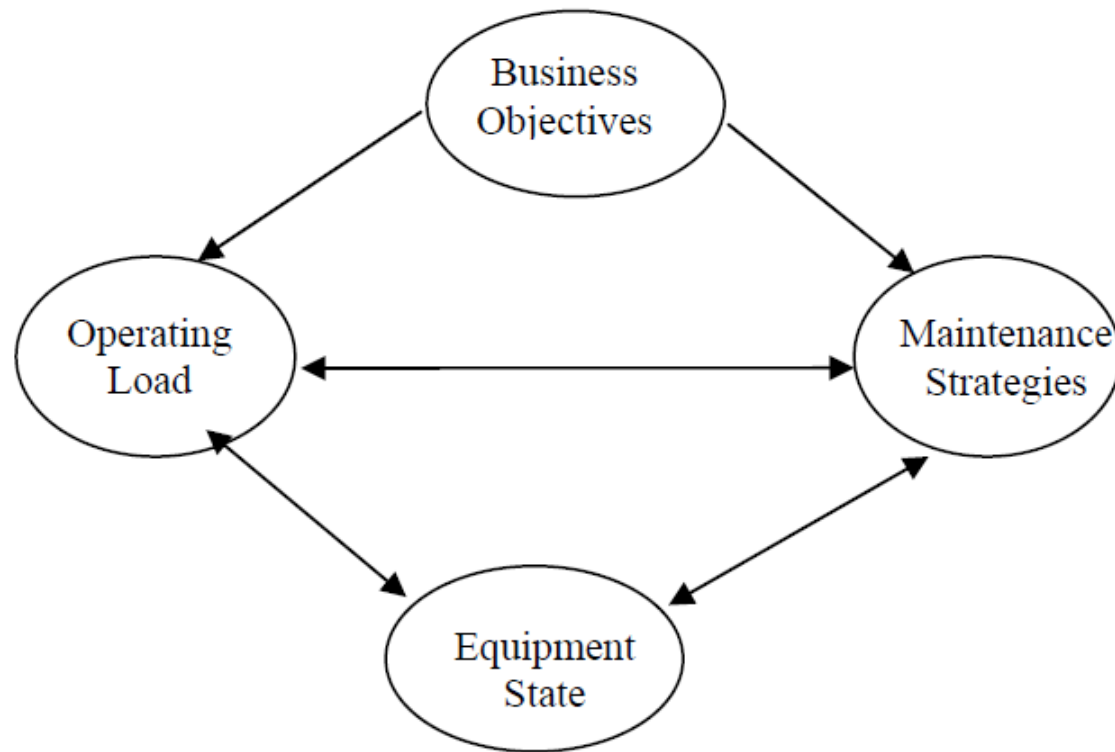 Business
Objectives
Operating
Load
Maintenance
Strategies
Equipment
State